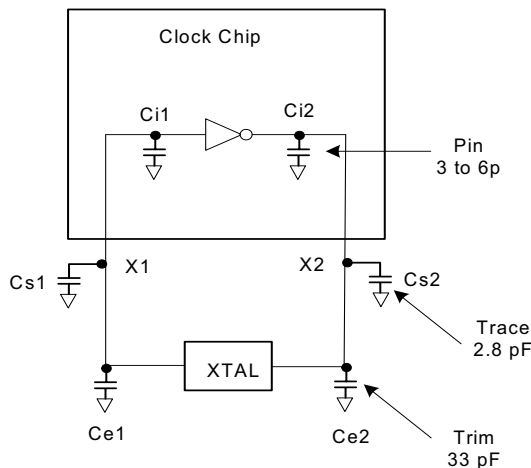 Clock Chip
Ci1
Ci2
Pin
3 to 6p
Cs1
X1
X2
Cs2
Trace
2.8 pF
XTAL
Ce1
Ce2
Trim
33 pF